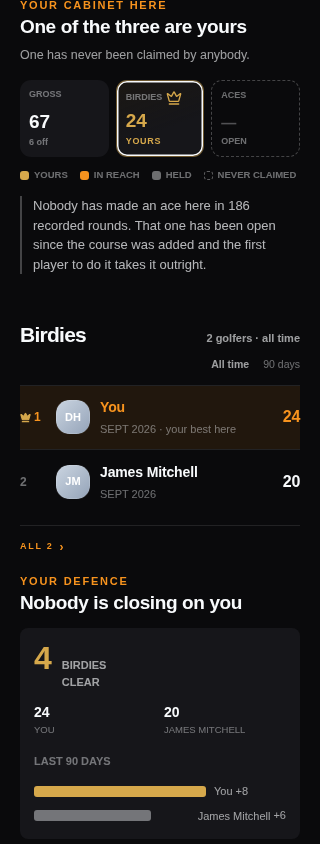 YOUR CABINET HERE
One of the three are yours
One has never been claimed by anybody.
GROSS
67
6 off
BIRDIES
24
YOURS
ACES
—
OPEN
YOURS IN REACH HELD NEVER CLAIMED
Nobody has made an ace here in 186
recorded rounds. That one has been open
since the course was added and the first
player to do it takes it outright.
Birdies 2 golfers · all time
All time 90 days
1 DH You 24
SEPT 2026 · your best here
2 JM James Mitchell 20
SEPT 2026
ALL 2 ›
YOUR DEFENCE
Nobody is closing on you
4 BIRDIES
CLEAR
24 20
YOU JAMES MITCHELL
LAST 90 DAYS
You +8
James Mitchell +6